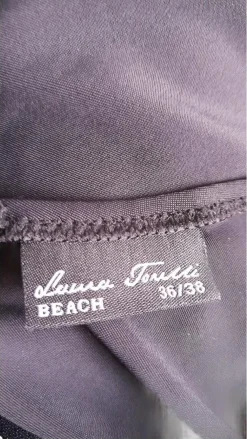 Laura Torelli
BEACH 36/38